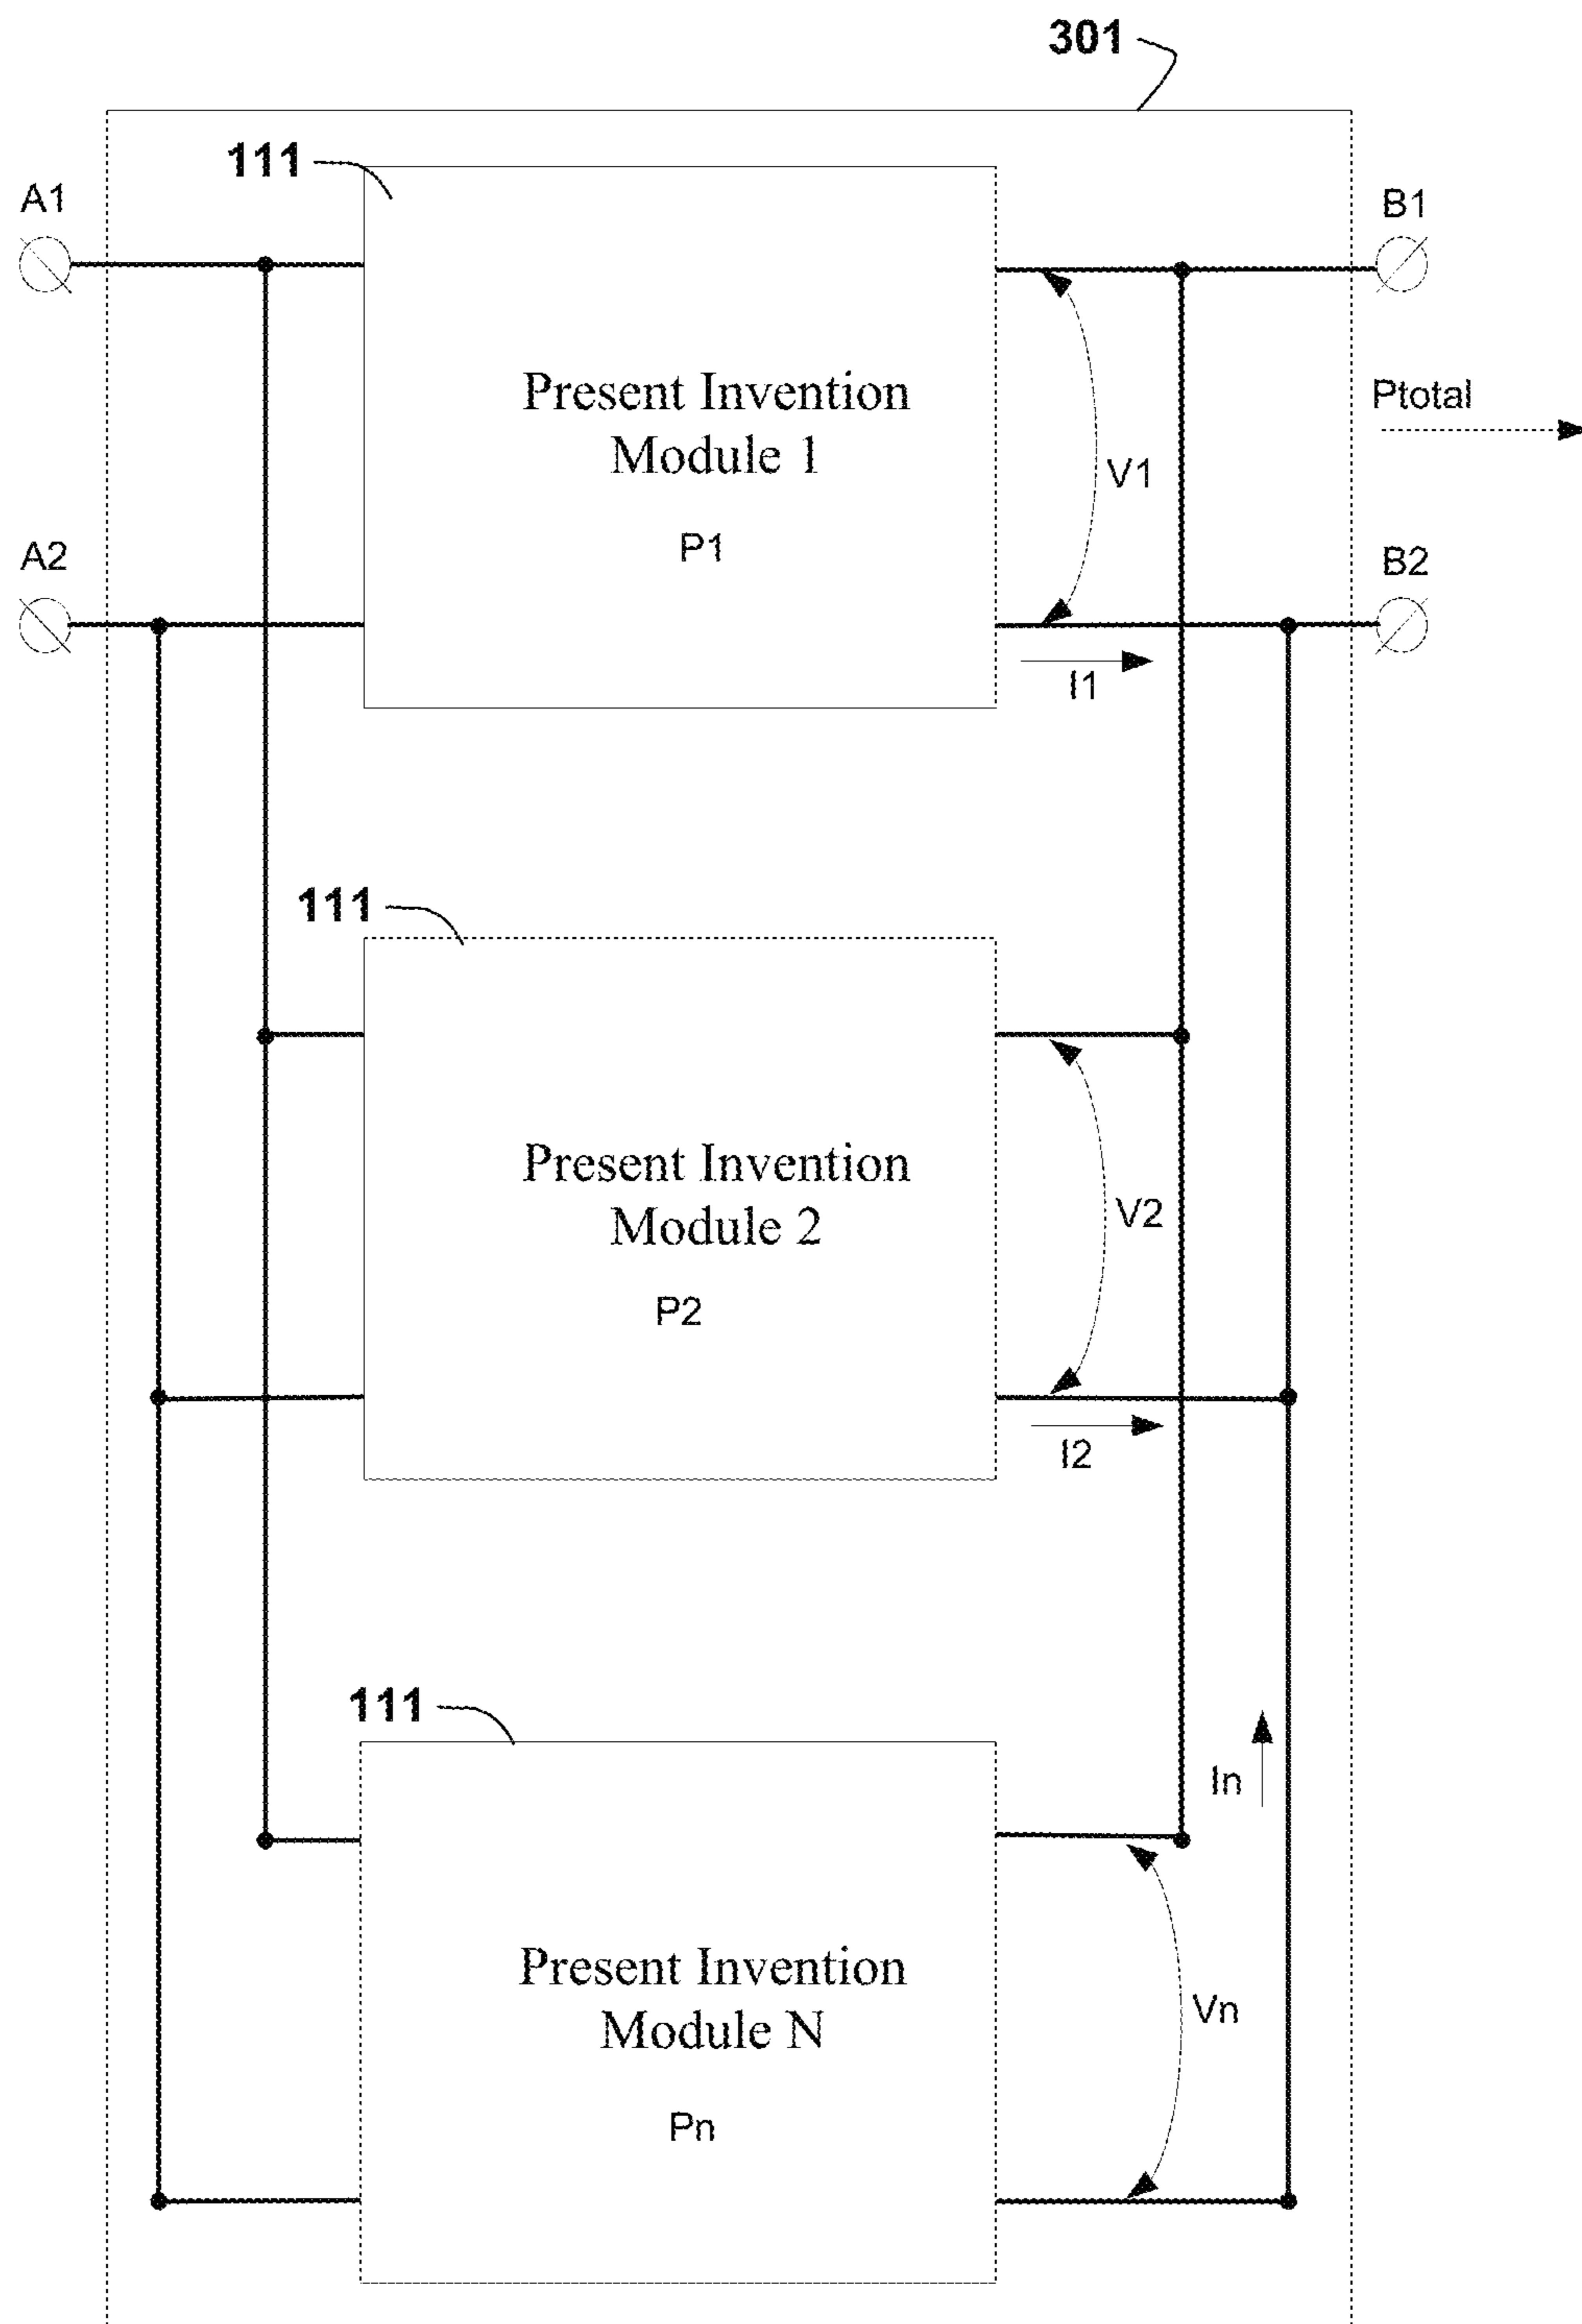 301
111
A1
B1
Present Invention
Module 1
Ptotal
V1
P1
A2
B2
I1
111
Present Invention
Module 2
V2
P2
I2
111
In
Present Invention
Module N
Vn
Pn